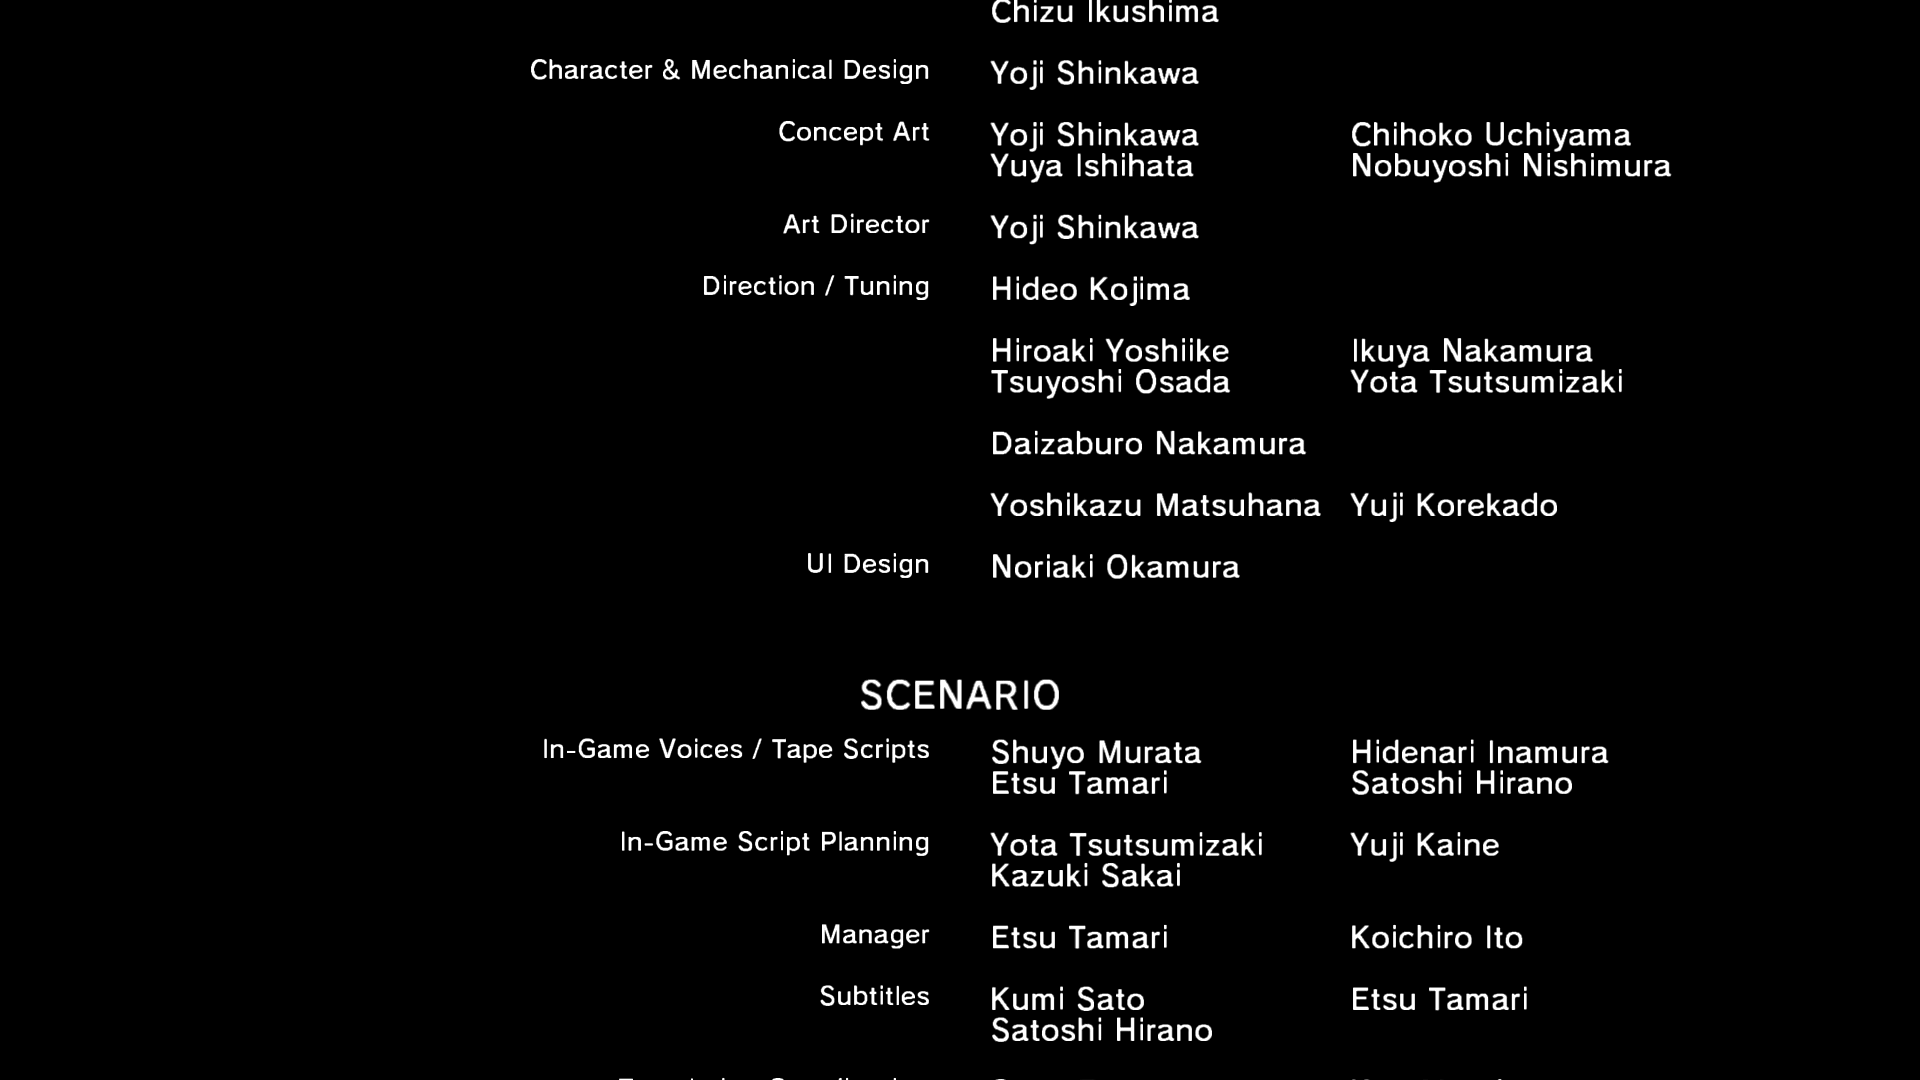 Chizu Ikushima
Character & Mechanical Design Yoji Shinkawa
Concept Art Yoji Shinkawa Chihoko Uchiyama
Yuya Ishihata Nobuyoshi Nishimura
Art Director Yoji Shinkawa
Direction / Tuning Hideo Kojima
Hiroaki Yoshiike Ikuya Nakamura
Tsuyoshi Osada Yota Tsutsumizaki
Daizaburo Nakamura
Yoshikazu Matsuhana Yuji Korekado
UI Design Noriaki Okamura
SCENARIO
In-Game Voices / Tape Scripts Shuyo Murata Hidenari Inamura
Etsu Tamari Satoshi Hirano
In-Game Script Planning Yota Tsutsumizaki Yuji Kaine
Kazuki Sakai
Manager Etsu Tamari Koichiro Ito
Subtitles Kumi Sato Etsu Tamari
Satoshi Hirano